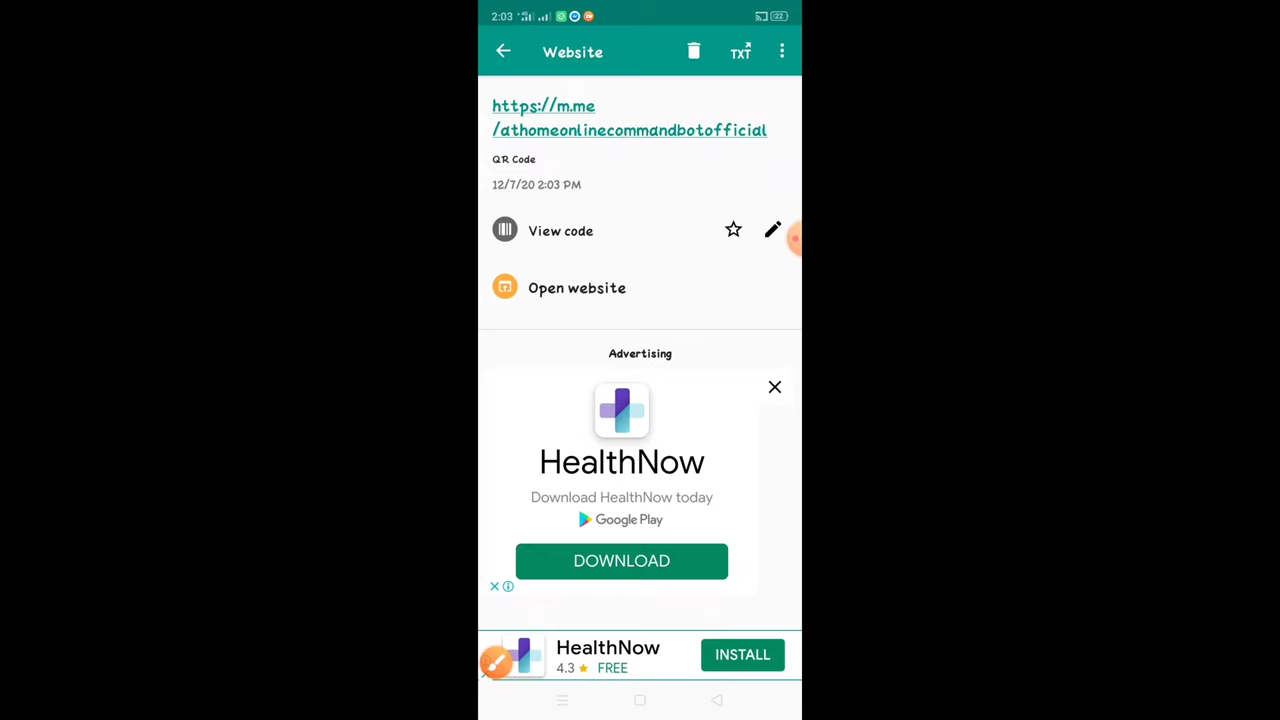 2:03
22
Website
TXT
https://m.me
/athomeonlinecommandbotofficial
QR Code
12/7/20 2:03 PM
View code
Open website
Advertising
HealthNow
Download HealthNow today
Google Play
DOWNLOAD
HealthNow
INSTALL
4.3 ★ FREE